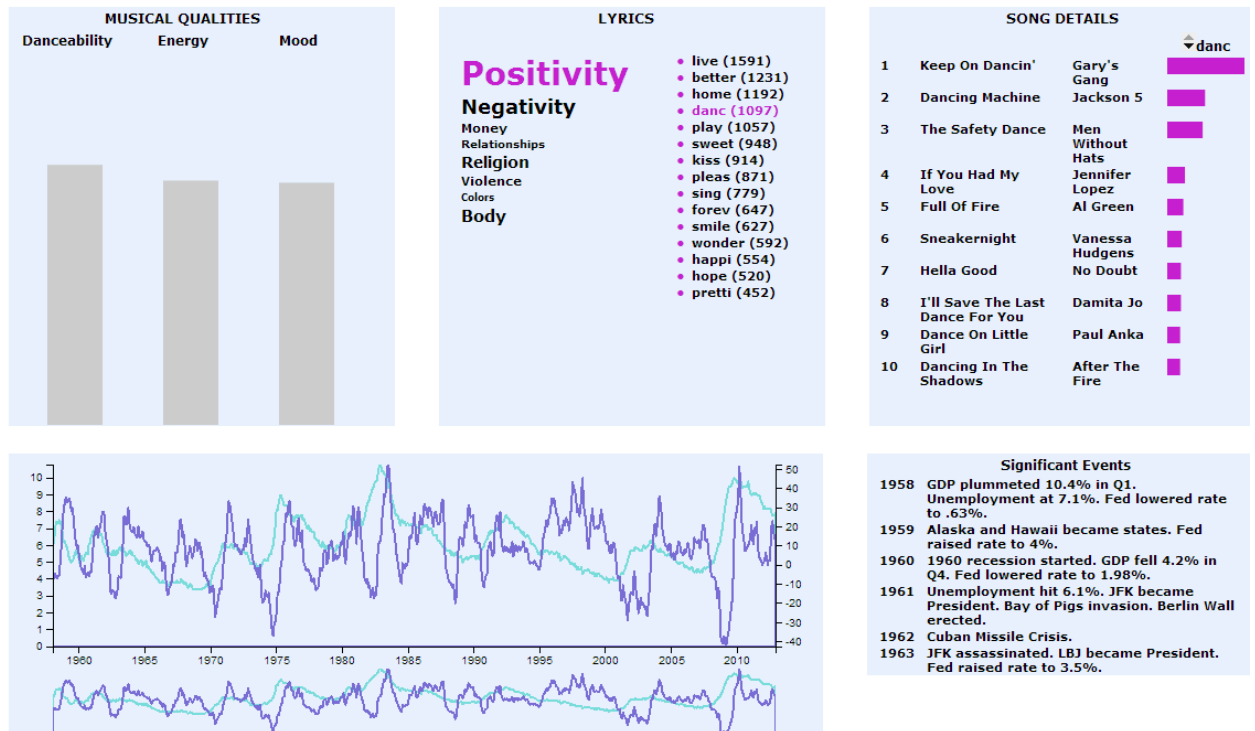 MUSICAL QUALITIES
Danceability Energy Mood
LYRICS
Positivity
Negativity
Money
Relationships
Religion
Violence
Colors
Body
• live (1591)
• better (1231)
• home (1192)
• danc (1097)
• play (1057)
• sweet (948)
• kiss (914)
• pleas (871)
• sing (779)
• forev (647)
• smile (627)
• wonder (592)
• happi (554)
• hope (520)
• pretti (452)
SONG DETAILS
danc
1 Keep On Dancin' Gary's
Gang
2 Dancing Machine Jackson 5
3 The Safety Dance Men
Without
Hats
4 If You Had My Jennifer
Love Lopez
5 Full Of Fire Al Green
6 Sneakernight Vanessa
Hudgens
7 Hella Good No Doubt
8 I'll Save The Last Damita Jo
Dance For You
9 Dance On Little Paul Anka
Girl
10 Dancing In The After The
Shadows Fire
10
9
8
7
6
5
4
3
2
1
0
50
40
30
20
10
0
-10
-20
-30
-40
1960 1965 1970 1975 1980 1985 1990 1995 2000 2005 2010
Significant Events
1958 GDP plummeted 10.4% in Q1.
Unemployment at 7.1%. Fed lowered rate
to .63%.
1959 Alaska and Hawaii became states. Fed
raised rate to 4%.
1960 1960 recession started. GDP fell 4.2% in
Q4. Fed lowered rate to 1.98%.
1961 Unemployment hit 6.1%. JFK became
President. Bay of Pigs invasion. Berlin Wall
erected.
1962 Cuban Missile Crisis.
1963 JFK assassinated. LBJ became President.
Fed raised rate to 3.5%.